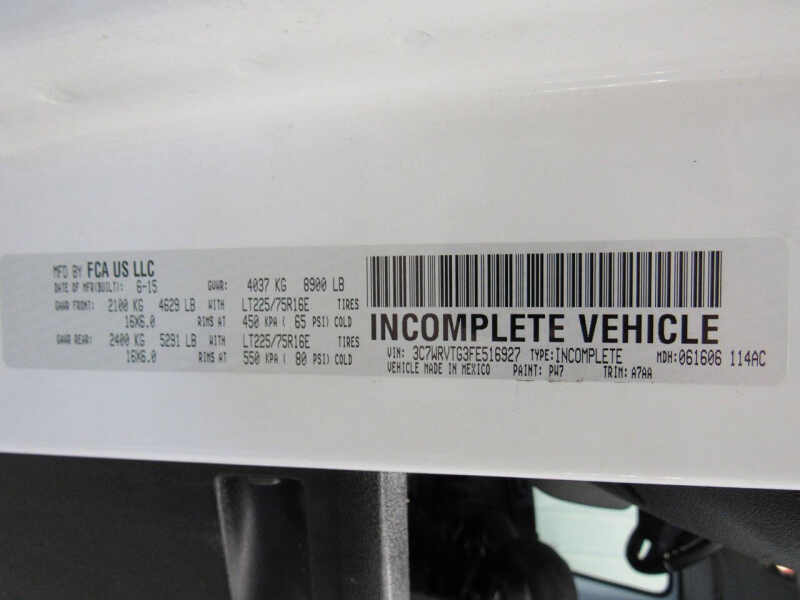 MFD BY FCA US LLC
DATE OF MFR(BUILT): 6-15 GVWR: 4037 KG 8900 LB
GAWR FRONT: 2100 KG 4629 LB WITH LT225/75R16E TIRES
16X6.0 RIMS AT 450 KPA ( 65 PSI) COLD
GAWR REAR: 2400 KG 5291 LB WITH LT225/75R16E TIRES
16X6.0 RIMS AT 550 KPA ( 80 PSI) COLD
INCOMPLETE VEHICLE
VIN: 3C7WRVTG3FE516927 TYPE: INCOMPLETE MDH: 061606 114AC
VEHICLE MADE IN MEXICO PAINT: PW7 TRIM: A7AA